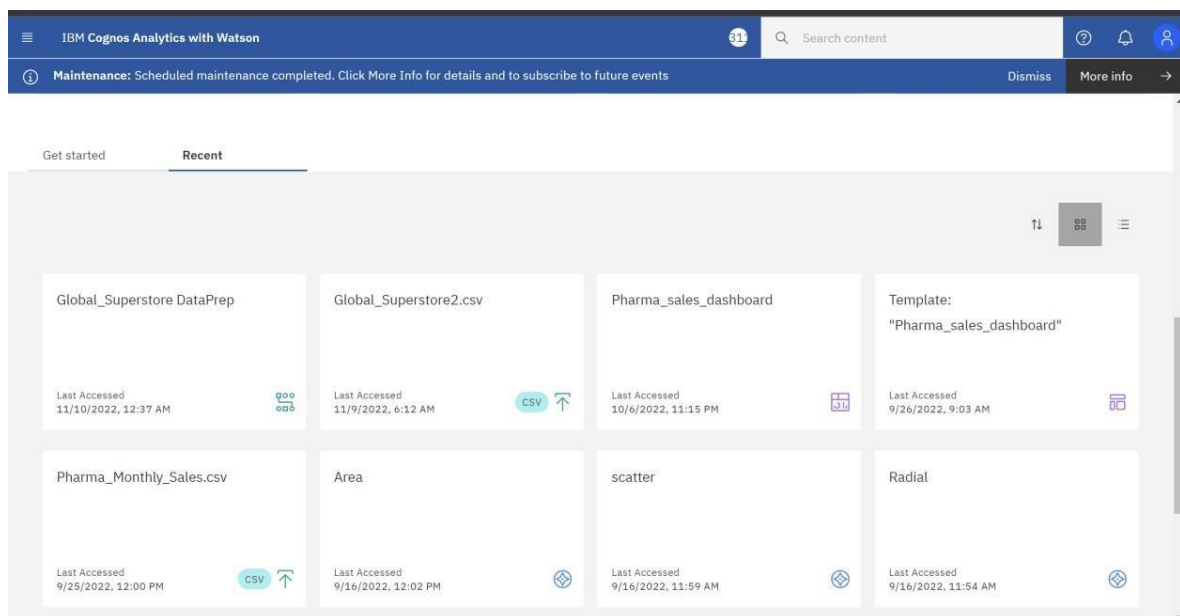 IBM Cognos Analytics with Watson
Search content
Maintenance: Scheduled maintenance completed. Click More Info for details and to subscribe to future events
Dismiss
More info
Get started
Recent
Global_Superstore DataPrep
Last Accessed
11/10/2022, 12:37 AM
Global_Superstore2.csv
Last Accessed
11/9/2022, 6:12 AM
CSV
Pharma_sales_dashboard
Last Accessed
10/6/2022, 11:15 PM
Template:
"Pharma_sales_dashboard"
Last Accessed
9/26/2022, 9:03 AM
Pharma_Monthly_Sales.csv
Last Accessed
9/25/2022, 12:00 PM
CSV
Area
Last Accessed
9/16/2022, 12:02 PM
scatter
Last Accessed
9/16/2022, 11:59 AM
Radial
Last Accessed
9/16/2022, 11:54 AM